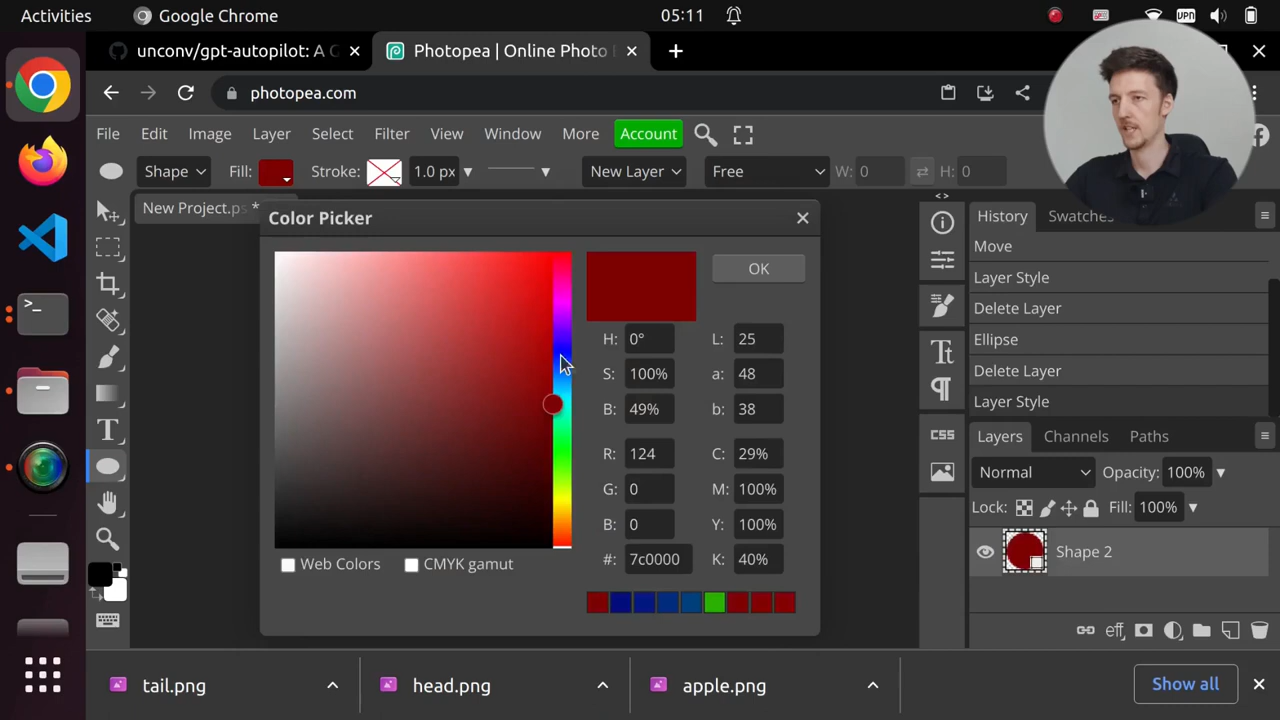 Activities Google Chrome 05:11 VPN
unconv/gpt-autopilot: A Photopea | Online Photo
photopea.com
File Edit Image Layer Select Filter View Window More Account
Shape Fill: Stroke: 1.0 px New Layer Free W: 0 H: 0
New Project.ps *
Color Picker
OK
H: 0° L: 25
S: 100% a: 48
B: 49% b: 38
R: 124 C: 29%
G: 0 M: 100%
B: 0 Y: 100%
#: 7c0000 K: 40%
Web Colors CMYK gamut
< >
CSS
History Swatches
Move
Layer Style
Delete Layer
Ellipse
Delete Layer
Layer Style
Layers Channels Paths
Normal Opacity: 100%
Lock: Fill: 100%
Shape 2
eff
tail.png head.png apple.png Show all